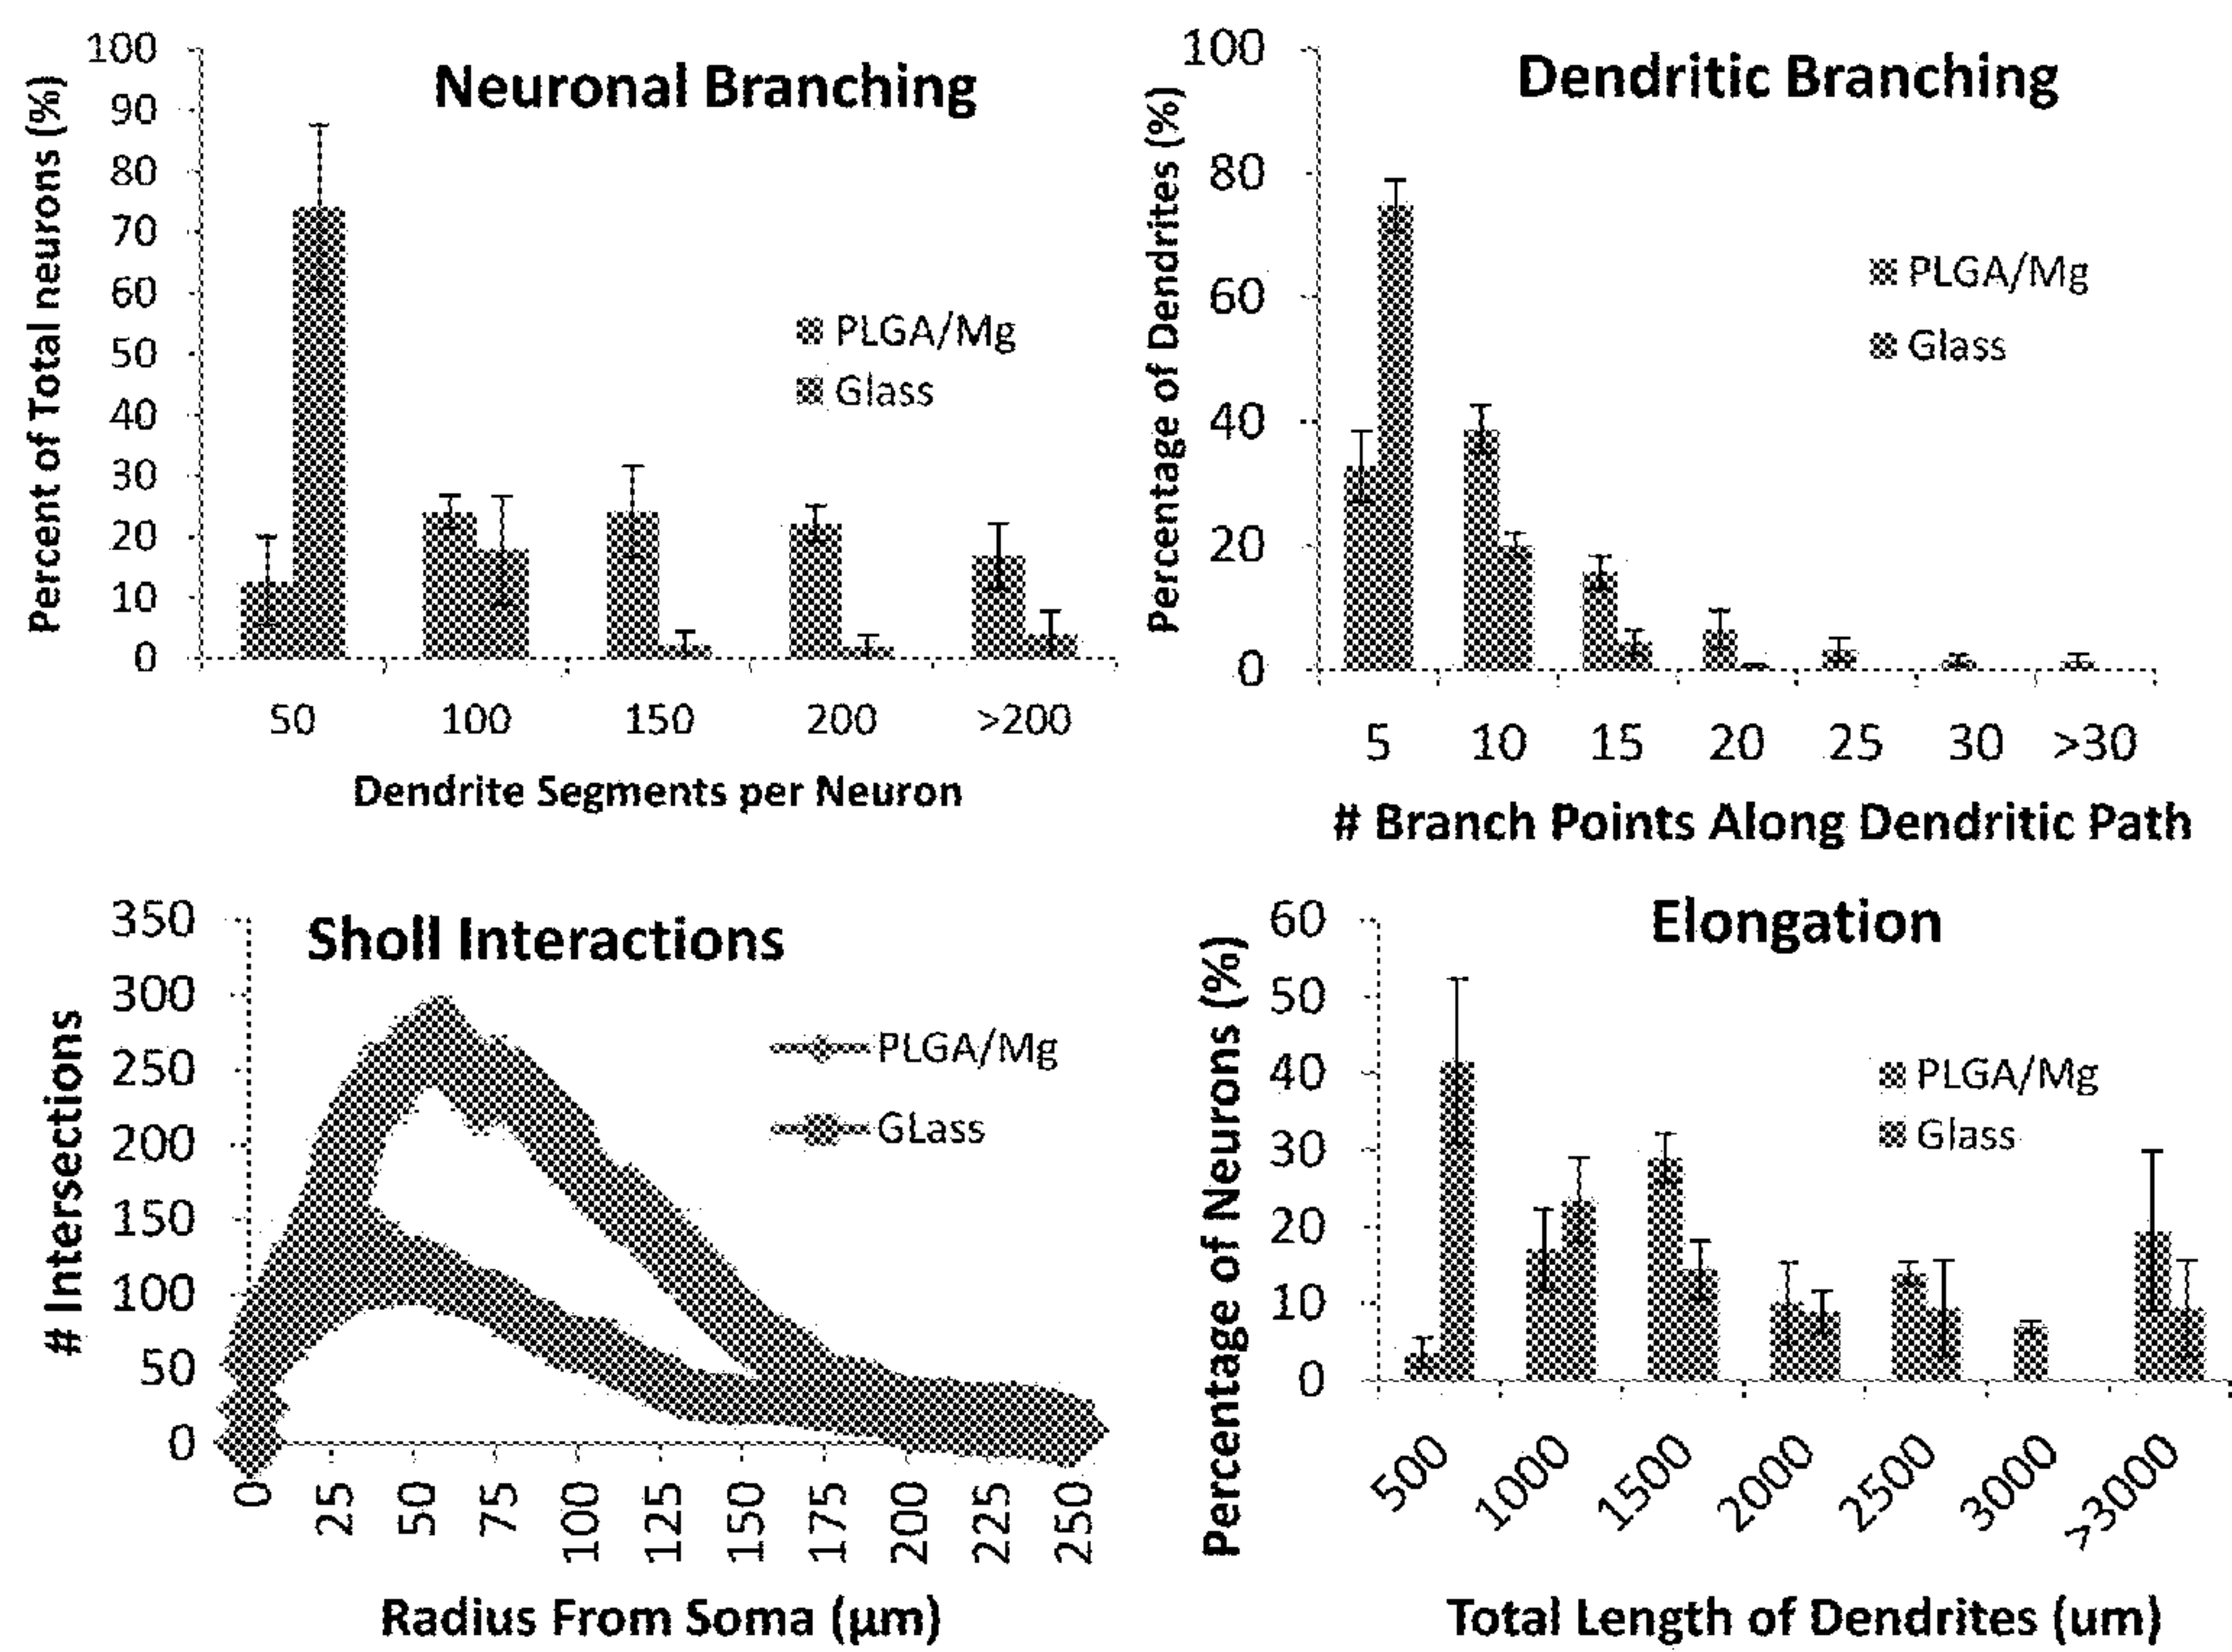 Neuronal Branching
Percent of Total neurons (%)
100
90
80
70
60
50
40
30
20
10
0
PLGA/Mg
Glass
50 100 150 200 >200
Dendrite Segments per Neuron
Dendritic Branching
Percentage of Dendrites (%)
100
80
60
40
20
0
PLGA/Mg
Glass
5 10 15 20 25 30 >30
# Branch Points Along Dendritic Path
Sholl Interactions
# Intersections
350
300
250
200
150
100
50
0
PLGA/Mg
GLass
0 25 50 75 100 125 150 175 200 225 250
Radius From Soma (µm)
Elongation
Percentage of Neurons (%)
60
50
40
30
20
10
0
PLGA/Mg
Glass
500 1000 1500 2000 2500 3000 >3000
Total Length of Dendrites (um)